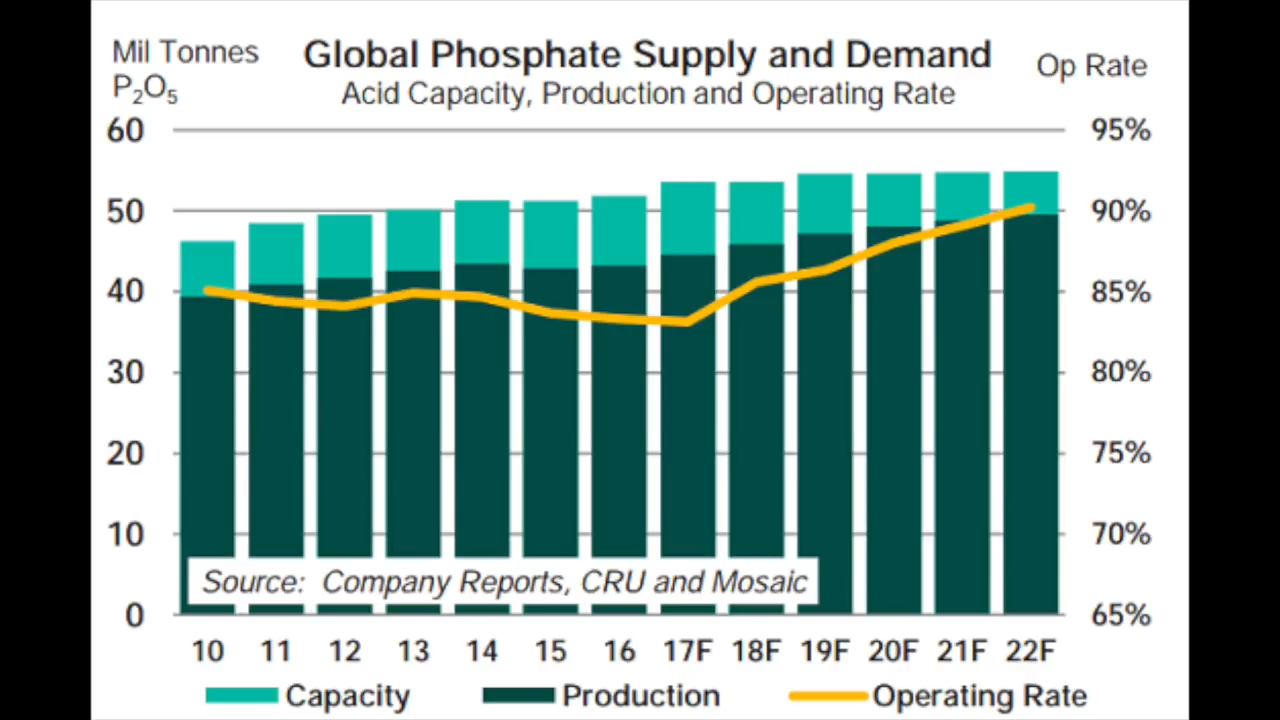 Mil Tonnes
P₂O₅
Global Phosphate Supply and Demand
Acid Capacity, Production and Operating Rate
Op Rate
60 95%
50 90%
40 85%
30 80%
20 75%
10 70%
Source: Company Reports, CRU and Mosaic
0 65%
10 11 12 13 14 15 16 17F 18F 19F 20F 21F 22F
Capacity Production Operating Rate